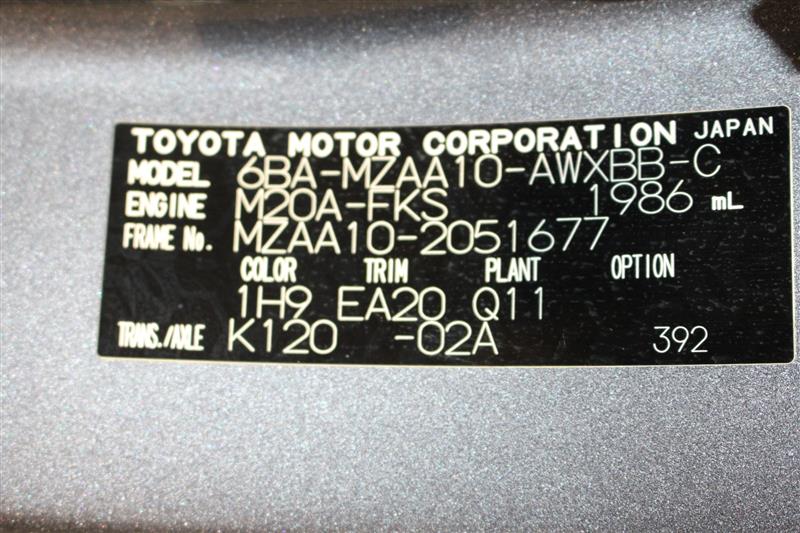 TOYOTA MOTOR CORPORATION JAPAN
MODEL 6BA-MZAA10-AWXBB-C
ENGINE M20A-FKS 1986 mL
FRAME No. MZAA10-2051677
COLOR TRIM PLANT OPTION
1H9 EA20 Q11
TRANS./AXLE K120 -02A 392